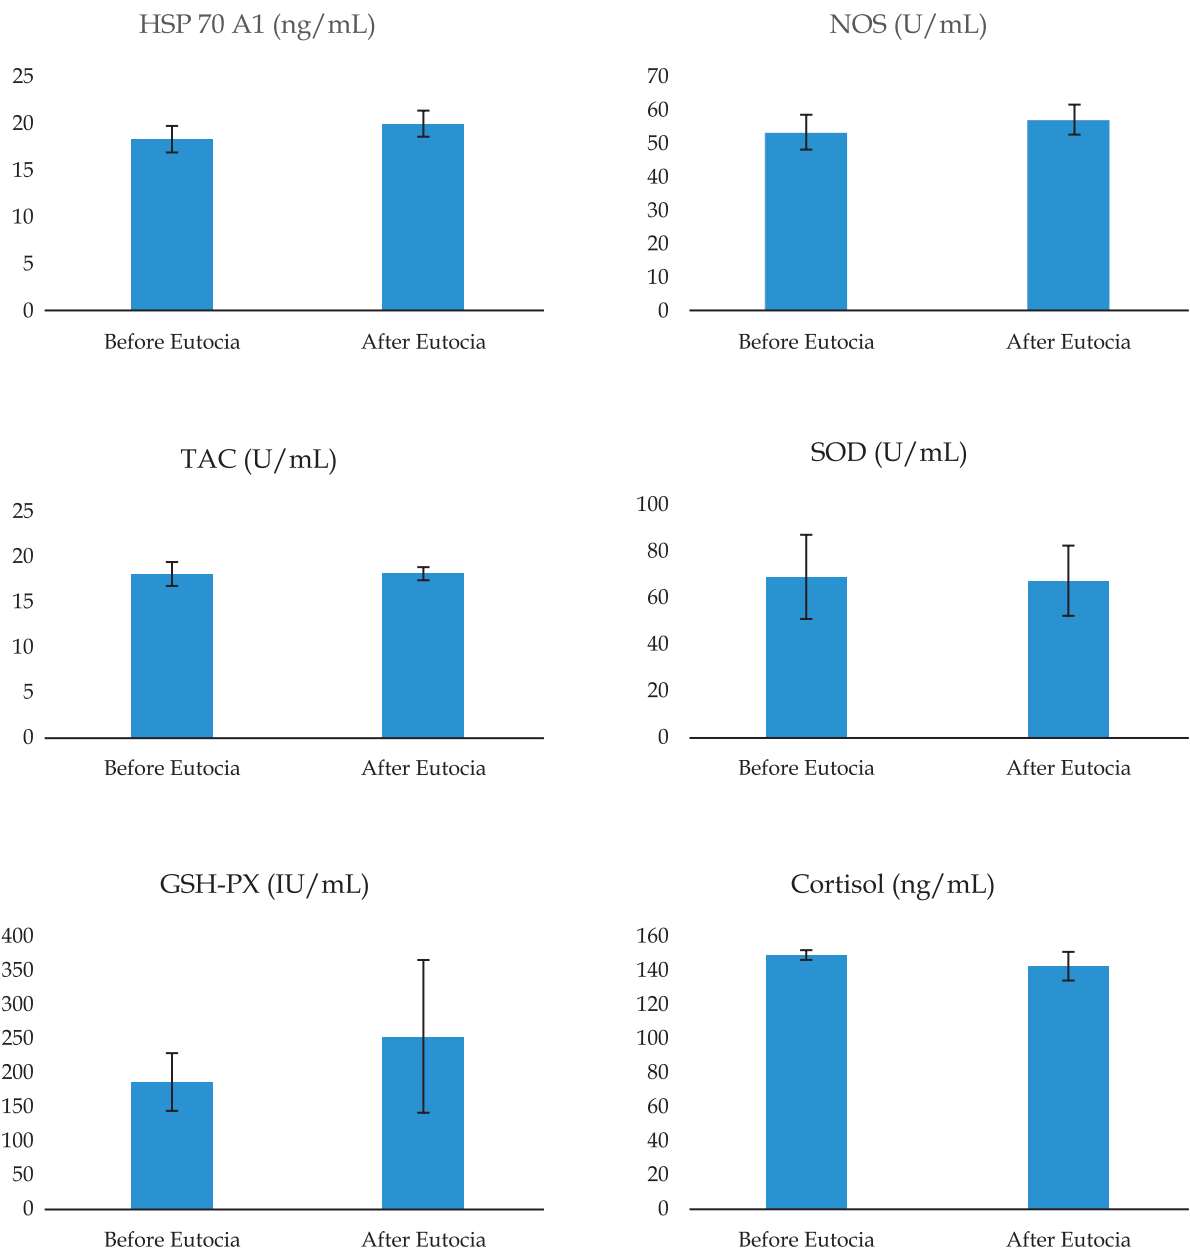 HSP 70 A1 (ng/mL)
25
20
15
10
5
0
Before Eutocia
After Eutocia
NOS (U/mL)
70
60
50
40
30
20
10
0
Before Eutocia
After Eutocia
TAC (U/mL)
25
20
15
10
5
0
Before Eutocia
After Eutocia
SOD (U/mL)
100
80
60
40
20
0
Before Eutocia
After Eutocia
GSH-PX (IU/mL)
400
350
300
250
200
150
100
50
0
Before Eutocia
After Eutocia
Cortisol (ng/mL)
160
140
120
100
80
60
40
20
0
Before Eutocia
After Eutocia